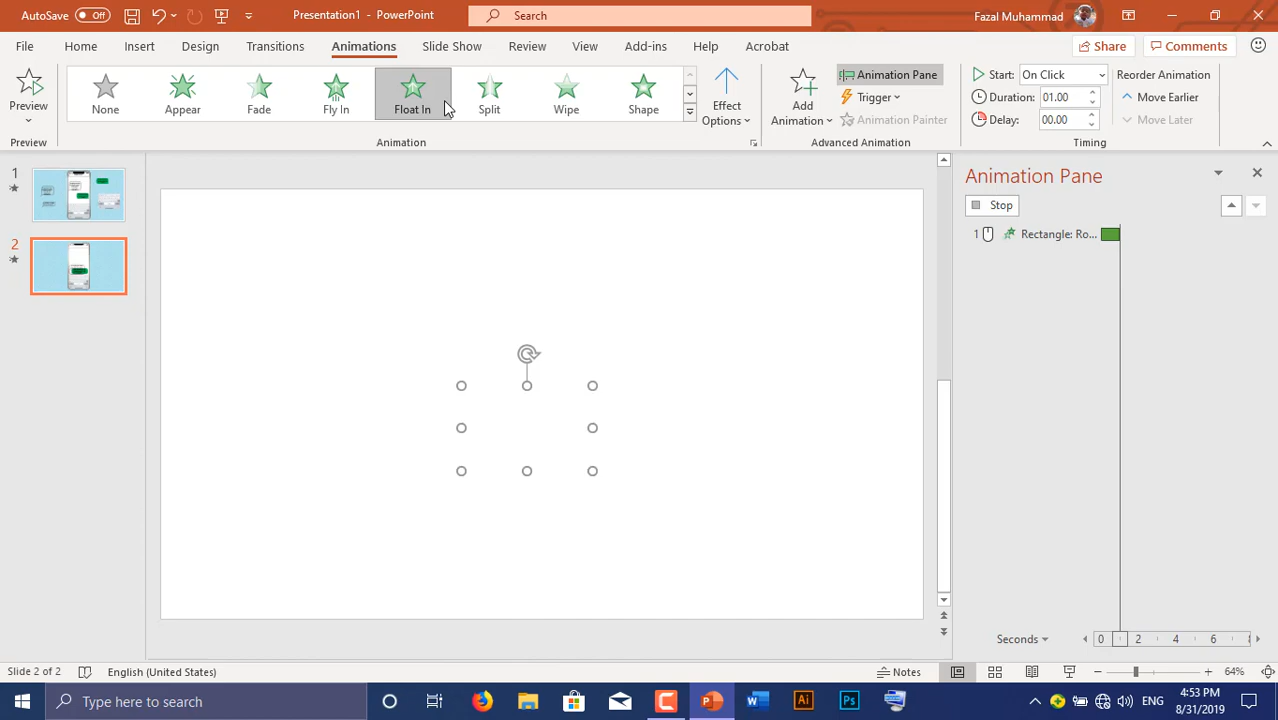 AutoSave Off Presentation1 - PowerPoint Search Fazal Muhammad
File Home Insert Design Transitions Animations Slide Show Review View Add-ins Help Acrobat Share Comments
Preview None Appear Fade Fly In Float In Split Wipe Shape Effect Options Add Animation Animation Pane Trigger Animation Painter
Start: On Click Reorder Animation
Duration: 01.00 Move Earlier
Delay: 00.00 Move Later
Preview Animation Advanced Animation Timing
1
2
Animation Pane
Stop
1 Rectangle: Ro...
Seconds 0 2 4 6
Slide 2 of 2 English (United States) Notes 64%
Type here to search W Ai Ps ENG 4:53 PM
8/31/2019